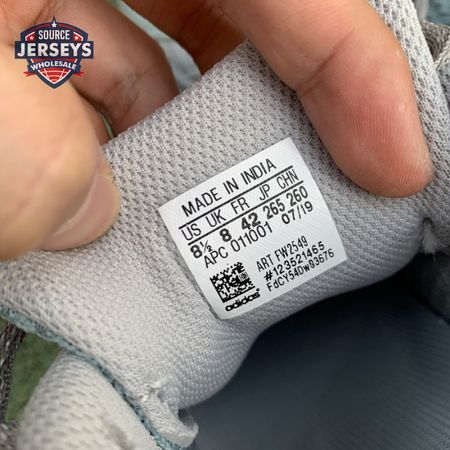 SOURCE
JERSEYS
WHOLESALE
MADE IN INDIA
US UK FR JP CHN
8½ 8 42 265 260
APC 011001 07/19
ART FW2549
#123521465
FdCY54DW93676
adidas